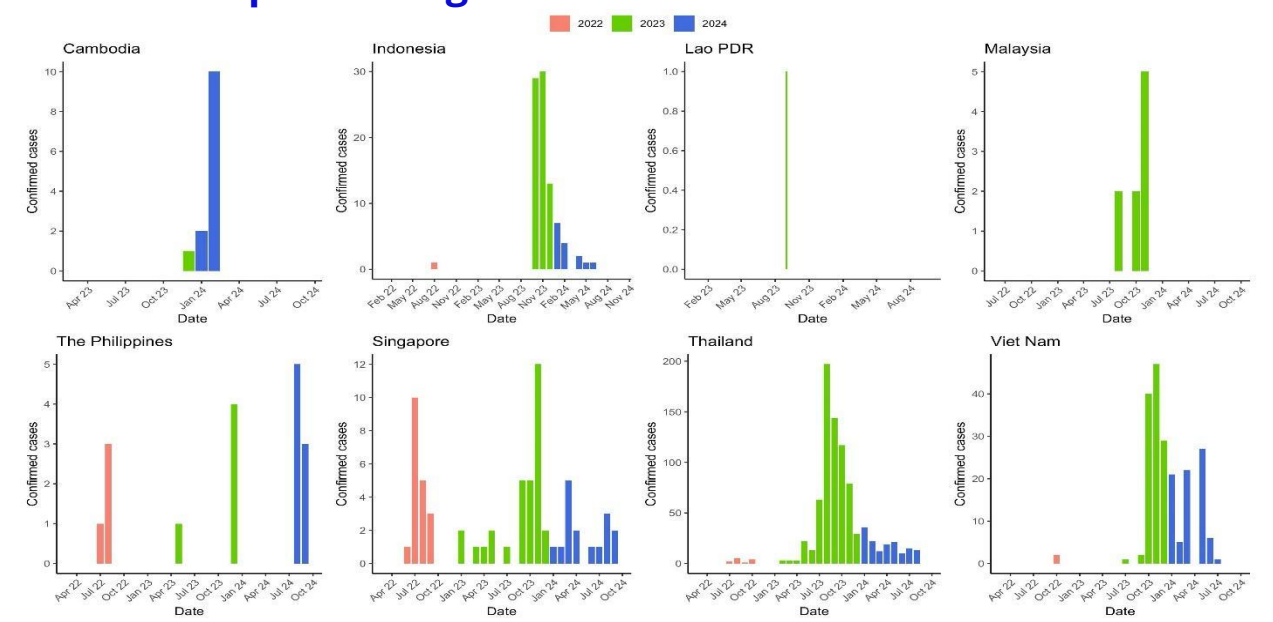 2022 2023 2024
Cambodia
Confirmed cases
10
8
6
4
2
0
Apr 23 Jul 23 Oct 23 Jan 24 Apr 24 Jul 24 Oct 24
Date
Indonesia
Confirmed cases
30
20
10
0
Feb 22 May 22 Aug 22 Nov 22 Feb 23 May 23 Aug 23 Nov 23 Feb 24 May 24 Aug 24 Nov 24
Date
Lao PDR
Confirmed cases
1.0
0.8
0.6
0.4
0.2
0.0
Feb 23 May 23 Aug 23 Nov 23 Feb 24 May 24 Aug 24
Date
Malaysia
Confirmed cases
5
4
3
2
1
0
Jul 22 Oct 22 Jan 23 Apr 23 Jul 23 Oct 23 Jan 24 Apr 24 Jul 24 Oct 24
Date
The Philippines
Confirmed cases
5
4
3
2
1
0
Apr 22 Jul 22 Oct 22 Jan 23 Apr 23 Jul 23 Oct 23 Jan 24 Apr 24 Jul 24 Oct 24
Date
Singapore
Confirmed cases
12
10
8
6
4
2
0
Apr 22 Jul 22 Oct 22 Jan 23 Apr 23 Jul 23 Oct 23 Jan 24 Apr 24 Jul 24 Oct 24
Date
Thailand
Confirmed cases
200
150
100
50
0
Apr 22 Jul 22 Oct 22 Jan 23 Apr 23 Jul 23 Oct 23 Jan 24 Apr 24 Jul 24 Oct 24
Date
Viet Nam
Confirmed cases
40
30
20
10
0
Apr 22 Jul 22 Oct 22 Jan 23 Apr 23 Jul 23 Oct 23 Jan 24 Apr 24 Jul 24 Oct 24
Date